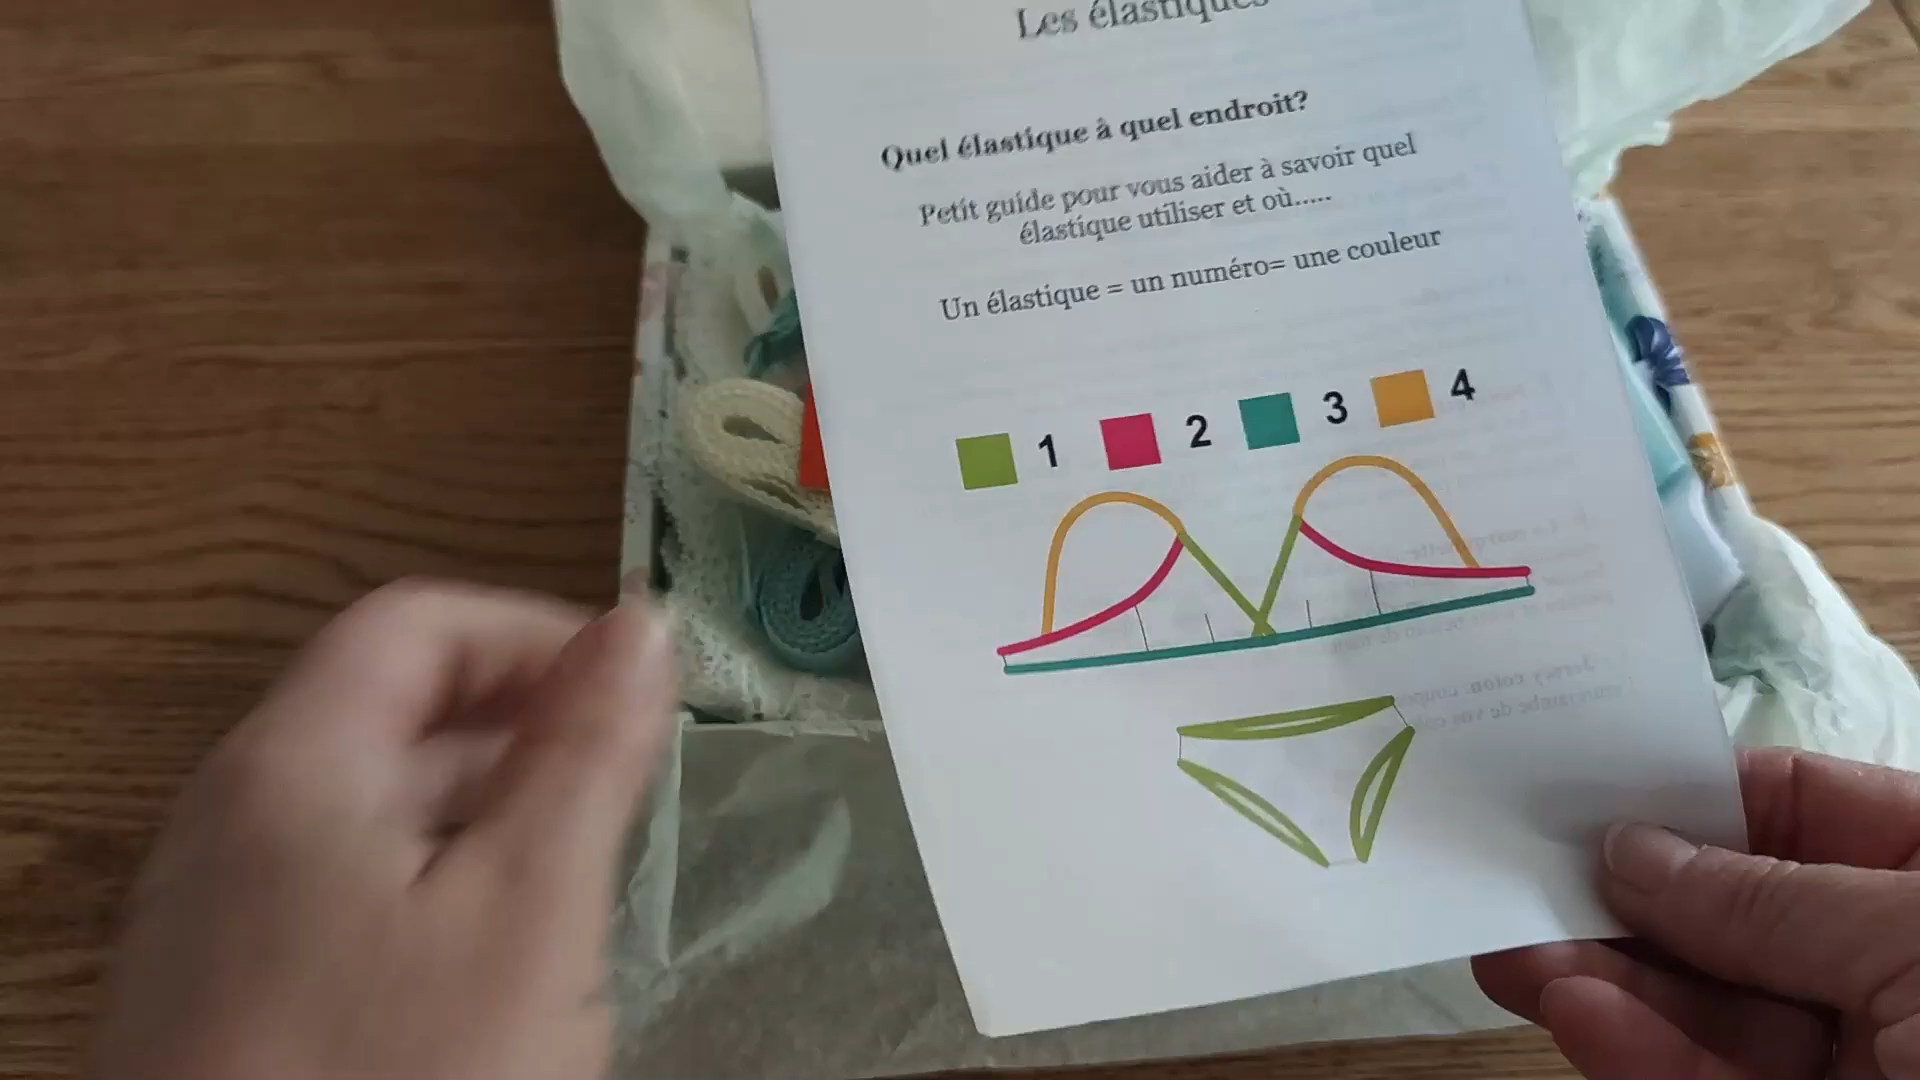 Les élastiques
Quel élastique à quel endroit?
Petit guide pour vous aider à savoir quel
élastique utiliser et où.....
Un élastique = un numéro= une couleur
1 2 3 4